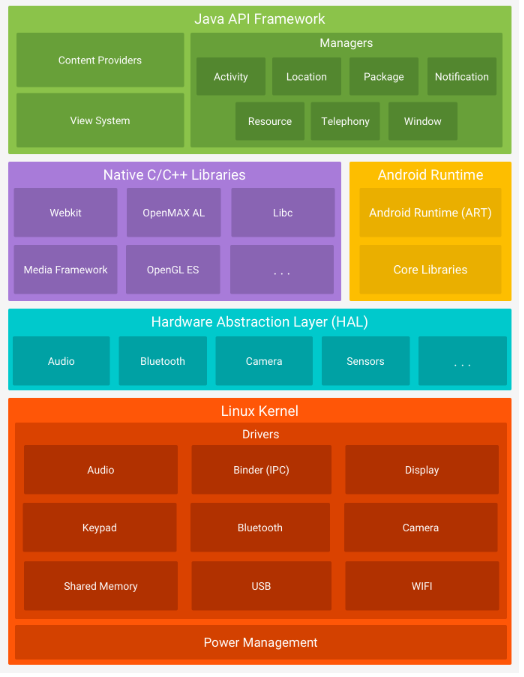 Java API Framework
Content Providers
View System
Managers
Activity
Location
Package
Notification
Resource
Telephony
Window
Native C/C++ Libraries
Webkit
OpenMAX AL
Libc
Media Framework
OpenGL ES
. . .
Android Runtime
Android Runtime (ART)
Core Libraries
Hardware Abstraction Layer (HAL)
Audio
Bluetooth
Camera
Sensors
. . .
Linux Kernel
Drivers
Audio
Binder (IPC)
Display
Keypad
Bluetooth
Camera
Shared Memory
USB
WIFI
Power Management